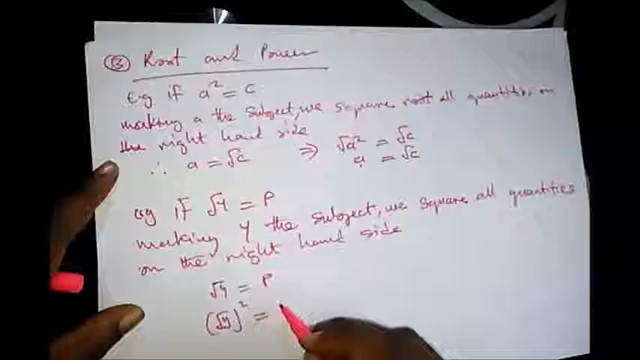 ③ Root and Power
E.g if a² = c
making a the subject, we square root all quantities on
the right hand side
∴ a = √c ⇒ √a² = √c
a = √c
eg if √y = P
making y the subject, we square all quantities
on the right hand side
√y = P
(√y)² =